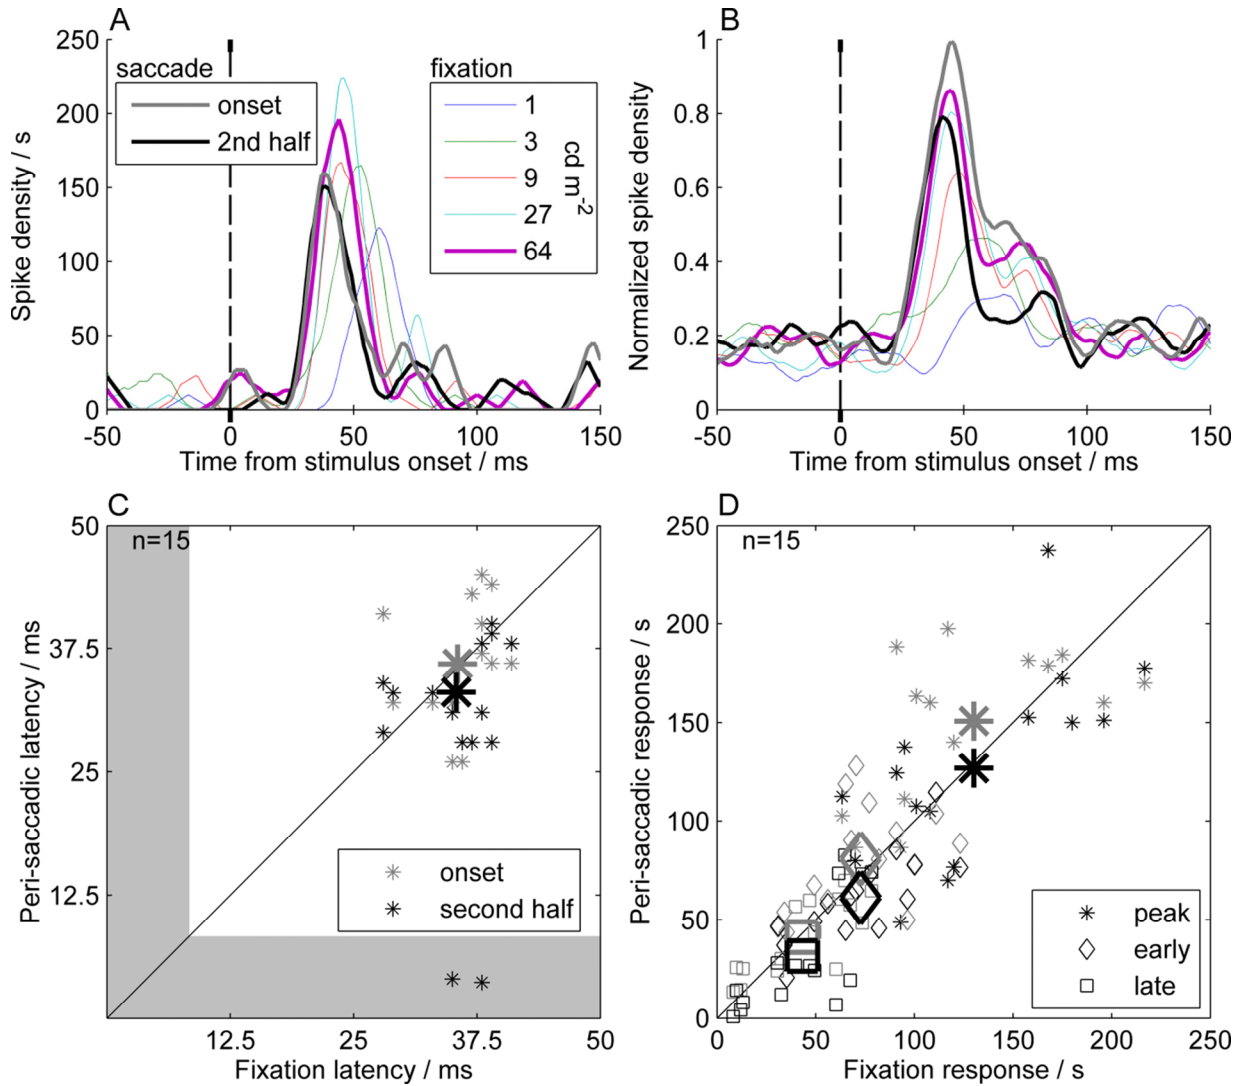 A
250
200
150
100
50
0
Spike density / s
saccade
onset
2nd half
fixation
1
3
9
27
64
cd m-2
-50 0 50 100 150
Time from stimulus onset / ms
B
1
0.8
0.6
0.4
0.2
0
Normalized spike density
-50 0 50 100 150
Time from stimulus onset / ms
C
n=15
50
37.5
25
12.5
Peri-saccadic latency / ms
onset
second half
12.5 25 37.5 50
Fixation latency / ms
D
n=15
250
200
150
100
50
0
Peri-saccadic response / s
peak
early
late
0 50 100 150 200 250
Fixation response / s